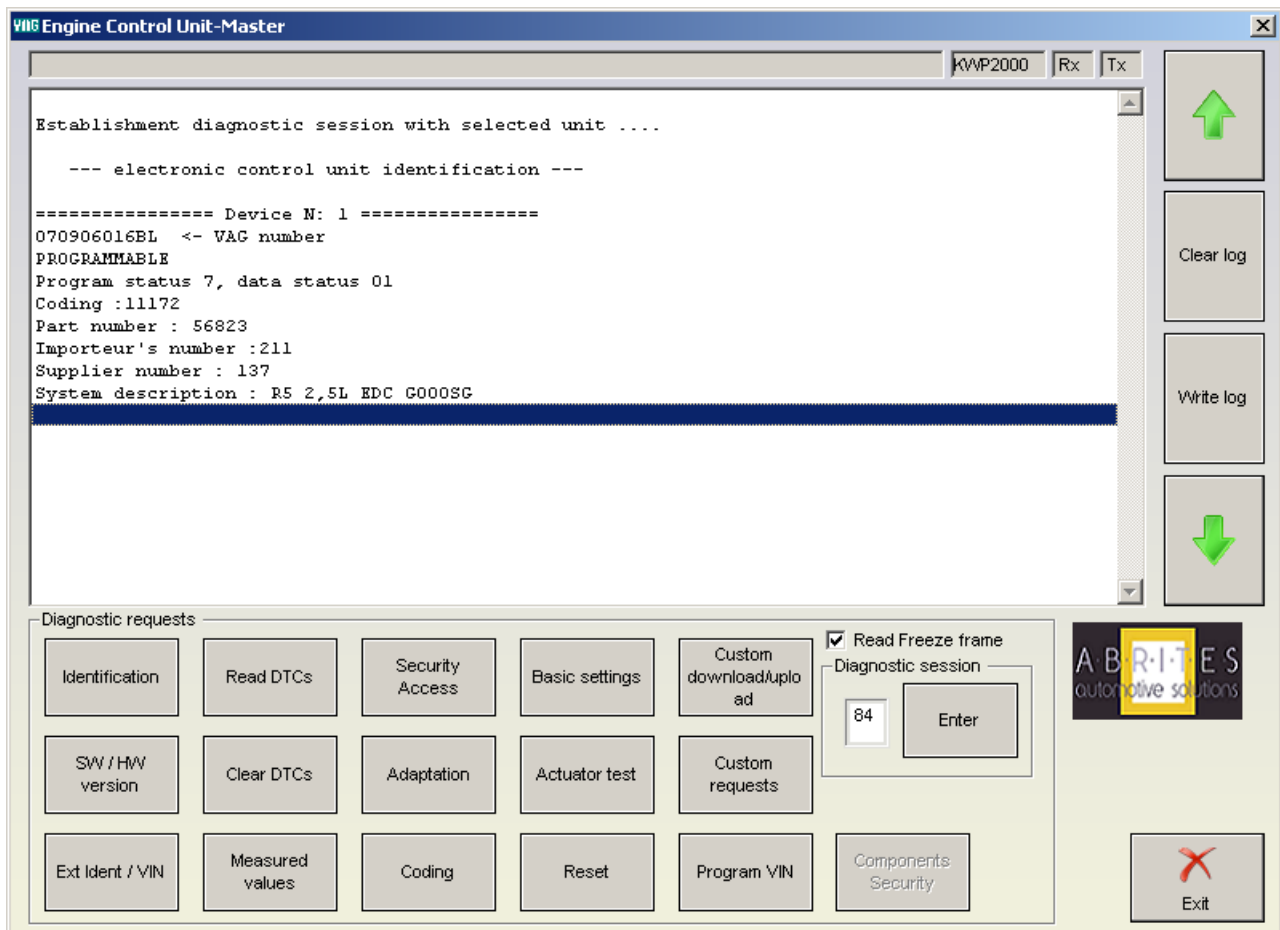 VAG Engine Control Unit-Master
KWP2000 Rx Tx
Establishment diagnostic session with selected unit ....
--- electronic control unit identification ---
================ Device N: 1 ================
070906016BL <- VAG number
PROGRAMMABLE
Program status 7, data status 01
Coding :11172
Part number : 56823
Importeur's number :211
Supplier number : 137
System description : R5 2,5L EDC G000SG
Clear log
Write log
Diagnostic requests
Identification
Read DTCs
Security
Access
Basic settings
Custom
download/uplo
ad
Read Freeze frame
Diagnostic session
84
Enter
SW / HW
version
Clear DTCs
Adaptation
Actuator test
Custom
requests
Ext Ident / VIN
Measured
values
Coding
Reset
Program VIN
Components
Security
A·B·R·I·T·E·S
automotive solutions
Exit